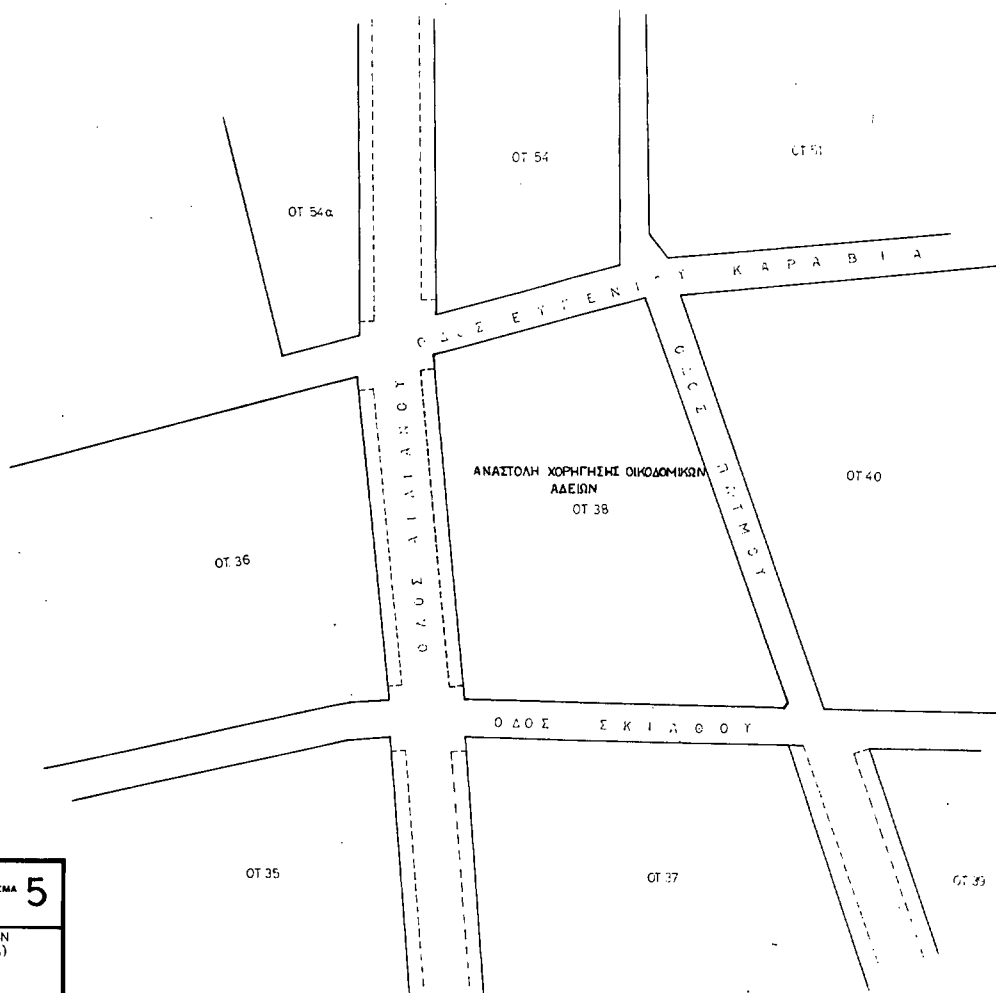 ΟΤ 54
ΟΤ 51
ΟΤ 54α
ΟΔΟΣ ΕΥΓΕΝΙΟΥ ΚΑΡΑΒΙΑ
ΟΔΟΣ ΑΙΛΙΑΝΟΥ
ΟΔΟΣ ΠΑΤΜΟΥ
ΑΝΑΣΤΟΛΗ ΧΟΡΗΓΗΣΗΣ ΟΙΚΟΔΟΜΙΚΩΝ
ΑΔΕΙΩΝ
ΟΤ 38
ΟΤ 40
ΟΤ. 36
ΟΔΟΣ ΣΚΙΑΘΟΥ
ΟΤ 35
ΟΤ 37
ΟΤ 39
5